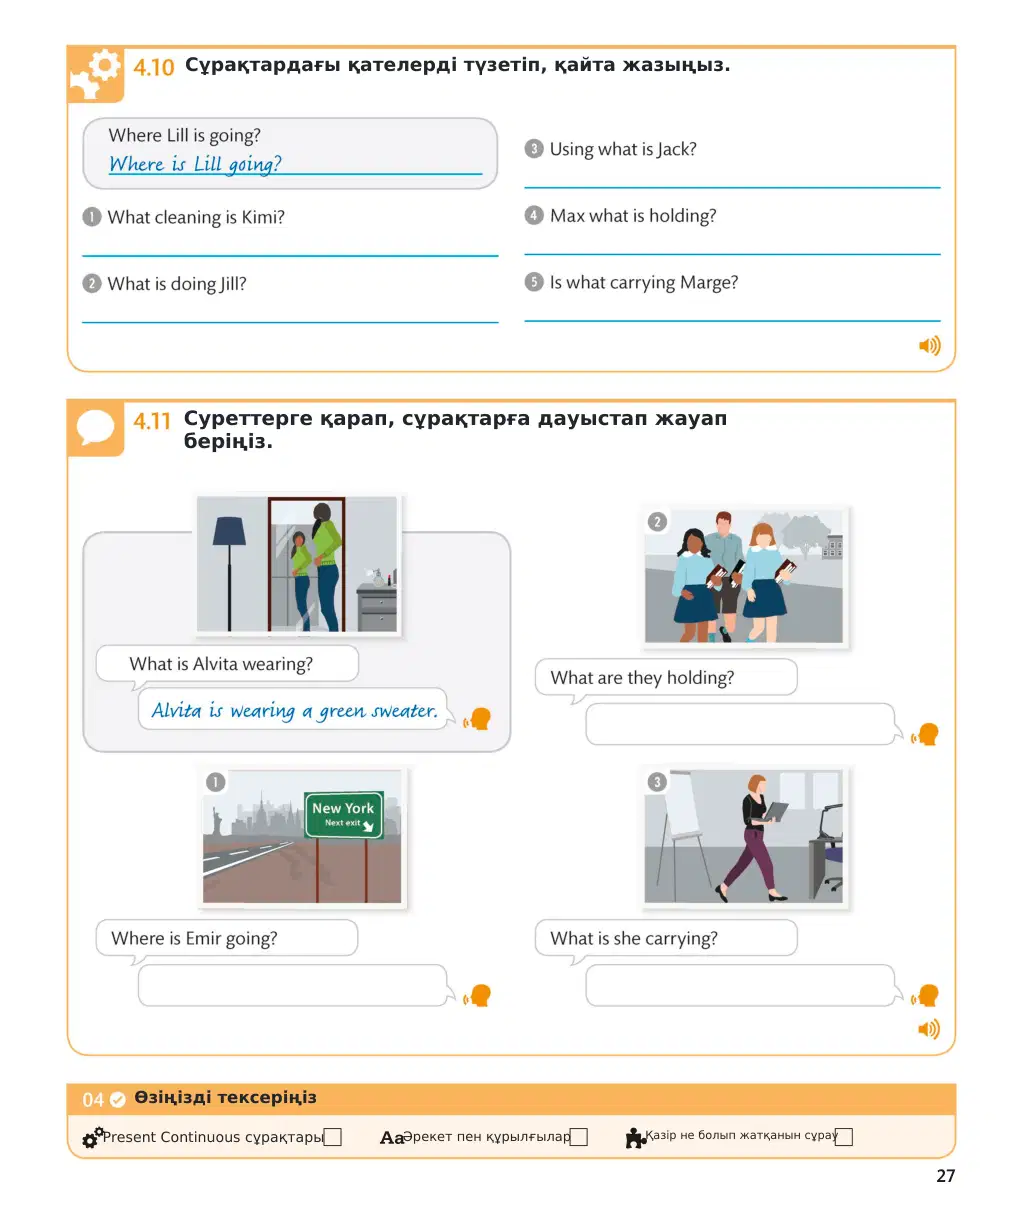 4.10 Сұрақтардағы қателерді түзетіп, қайта жазыңыз.
Where Lill is going?
Where is Lill going?
1 What cleaning is Kimi?
2 What is doing Jill?
3 Using what is Jack?
4 Max what is holding?
5 Is what carrying Marge?
4.11 Суреттерге қарап, сұрақтарға дауыстап жауап
беріңіз.
What is Alvita wearing?
Alvita is wearing a green sweater.
1
New York
Next exit
Where is Emir going?
2
What are they holding?
3
What is she carrying?
04 Өзіңізді тексеріңіз
Present Continuous сұрақтары
Aa Әрекет пен құрылғылар
Қазір не болып жатқанын сұрау
27